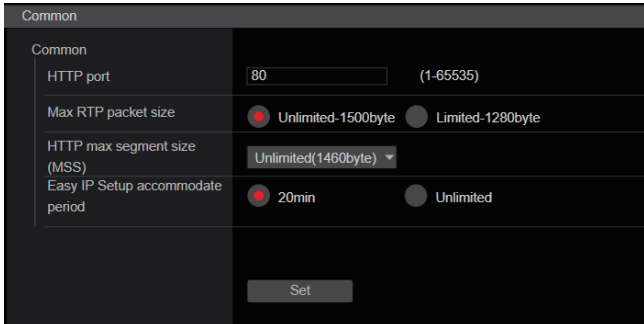 Common
Common
HTTP port 80 (1-65535)
Max RTP packet size Unlimited-1500byte Limited-1280byte
HTTP max segment size
(MSS) Unlimited(1460byte)
Easy IP Setup accommodate
period 20min Unlimited
Set